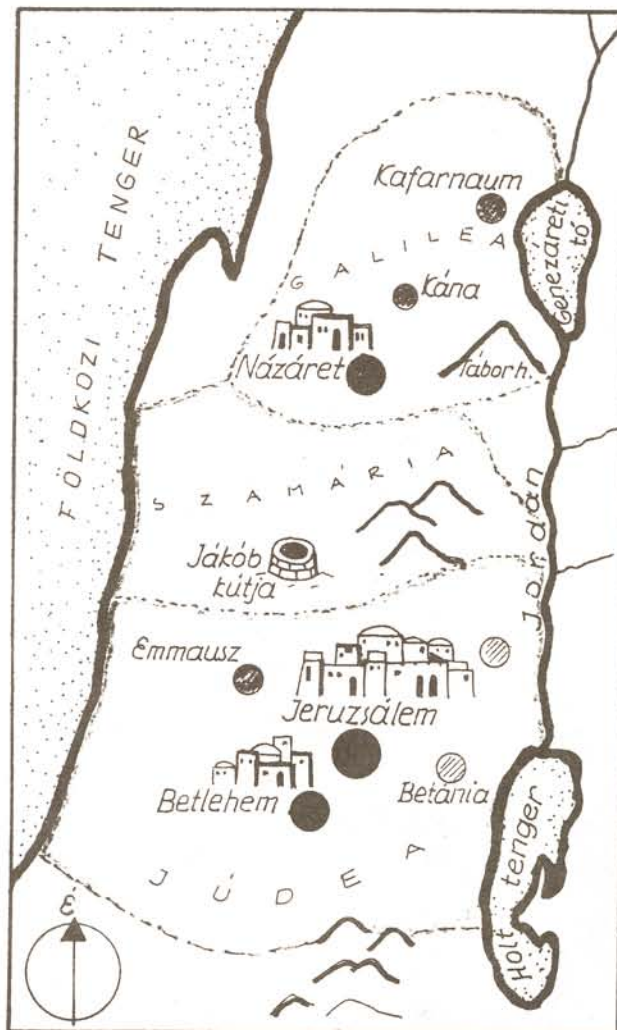 FÖLDKÖZI TENGER
Kafarnaum
GALILEA
Genezáreti
tó
Kána
Názáret
Táborh.
SZAMÁRIA
Jordán
Jákób
kútja
Emmausz
Jeruzsálem
Betlehem
Betánia
JÚDEA
Holt
tenger
é